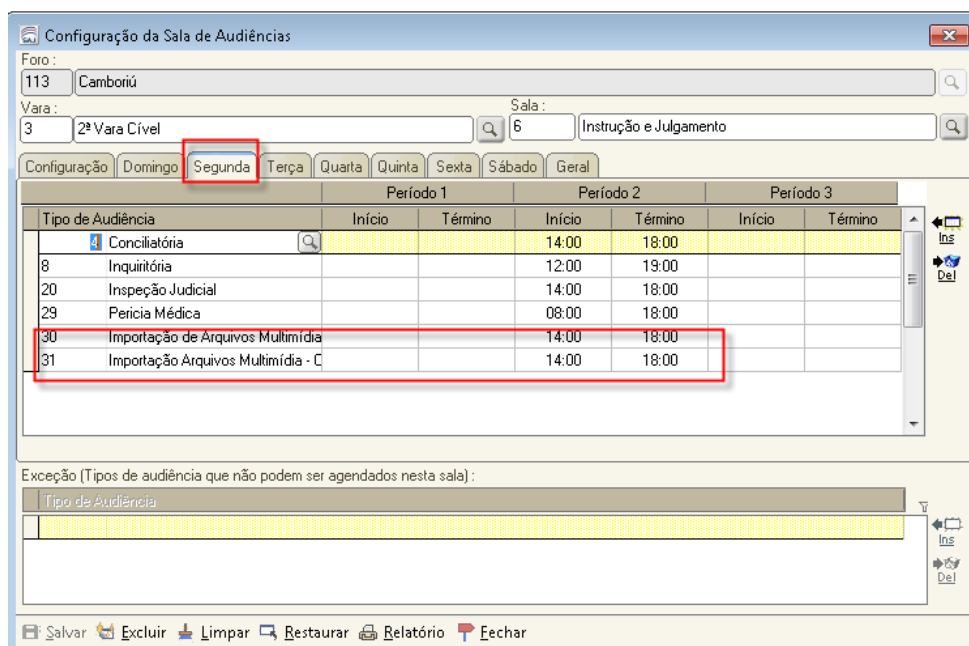 Configuração da Sala de Audiências
Foro :
113 Camboriú
Vara : Sala :
3 2ª Vara Cível 6 Instrução e Julgamento
Configuração Domingo Segunda Terça Quarta Quinta Sexta Sábado Geral
Período 1 Período 2 Período 3
Tipo de Audiência Início Término Início Término Início Término
4 Conciliatória 14:00 18:00
8 Inquiritória 12:00 19:00
20 Inspeção Judicial 14:00 18:00
29 Pericia Médica 08:00 18:00
30 Importação de Arquivos Multimídia 14:00 18:00
31 Importação Arquivos Multimídia - C 14:00 18:00
Ins
Del
Exceção (Tipos de audiência que não podem ser agendados nesta sala) :
Tipo de Audiência
Ins
Del
Salvar Excluir Limpar Restaurar Relatório Fechar